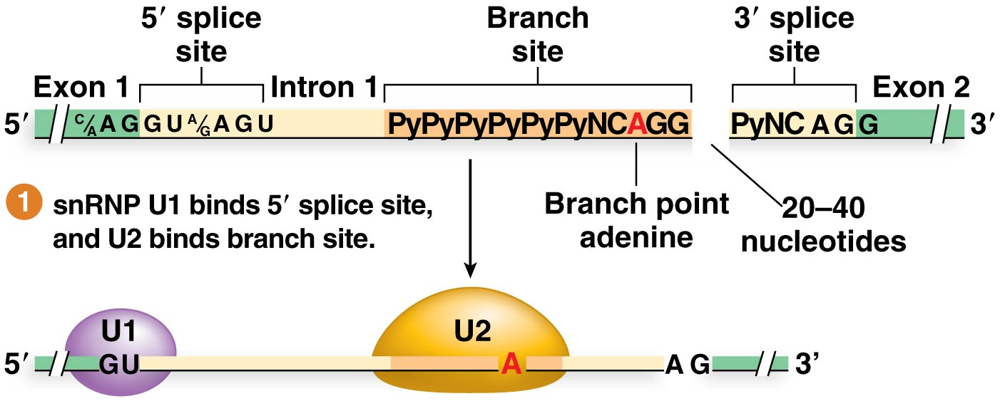 5′ splice
site
Branch
site
3′ splice
site
Exon 1
Intron 1
Exon 2
5′ C/A A G G U A/G A G U PyPyPyPyPyPyNCAGG PyNC A G G 3′
1 snRNP U1 binds 5′ splice site,
and U2 binds branch site.
Branch point
adenine
20–40
nucleotides
U1
U2
5′ GU A A G 3’